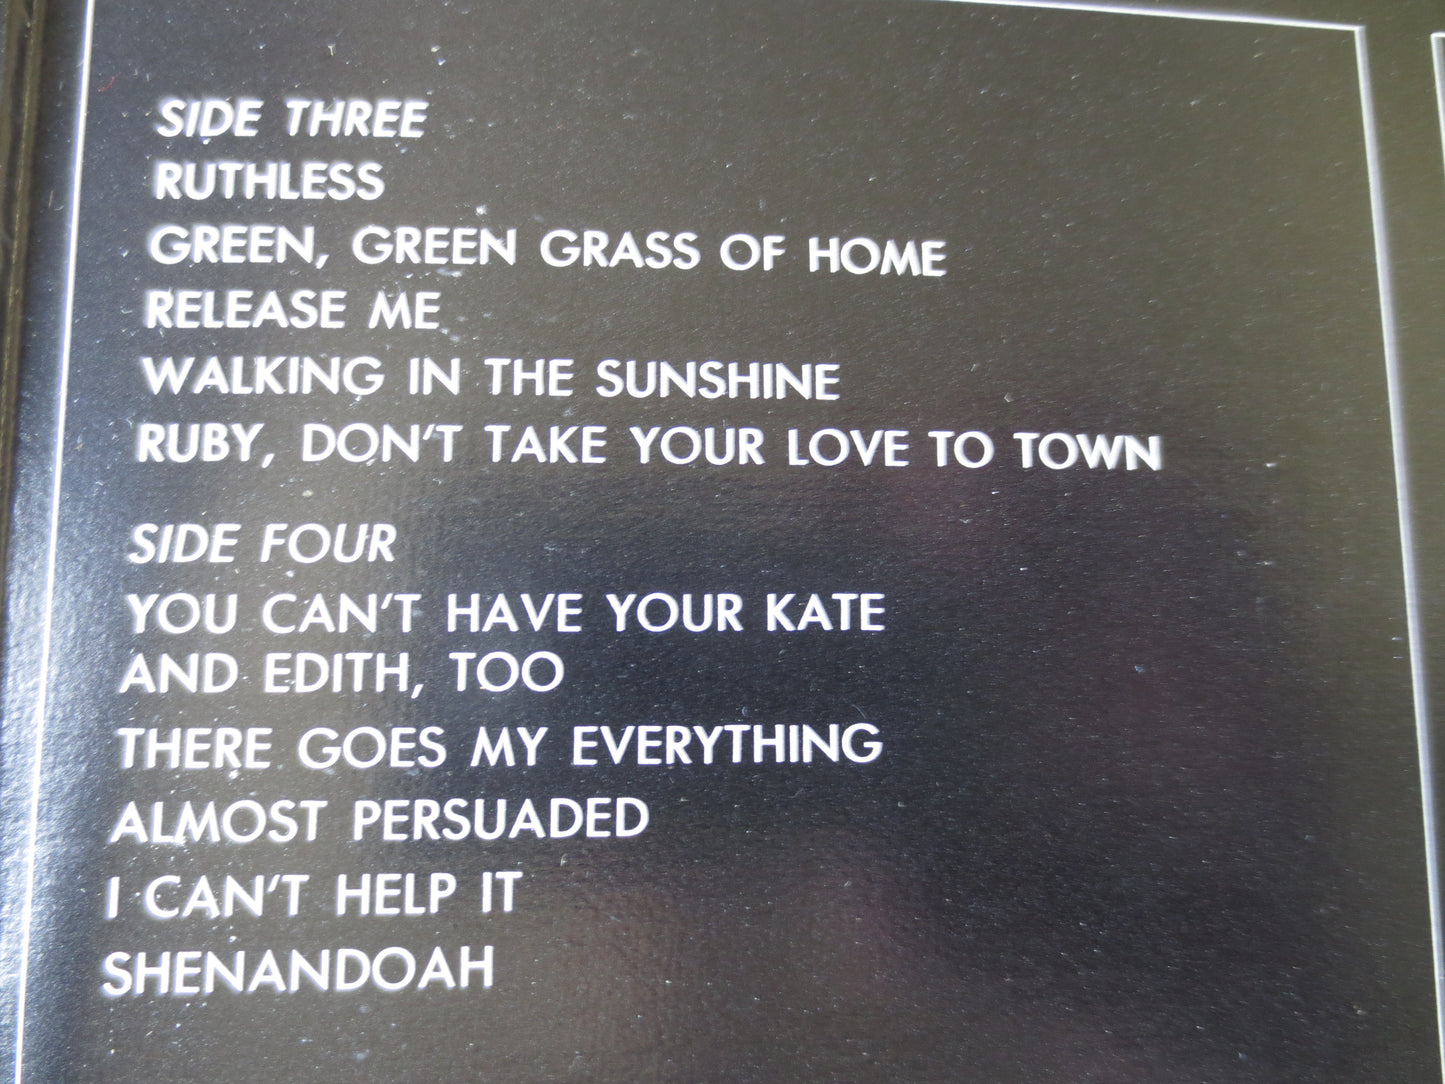 SIDE THREE
RUTHLESS
GREEN, GREEN GRASS OF HOME
RELEASE ME
WALKING IN THE SUNSHINE
RUBY, DON'T TAKE YOUR LOVE TO TOWN
SIDE FOUR
YOU CAN'T HAVE YOUR KATE
AND EDITH, TOO
THERE GOES MY EVERYTHING
ALMOST PERSUADED
I CAN'T HELP IT
SHENANDOAH